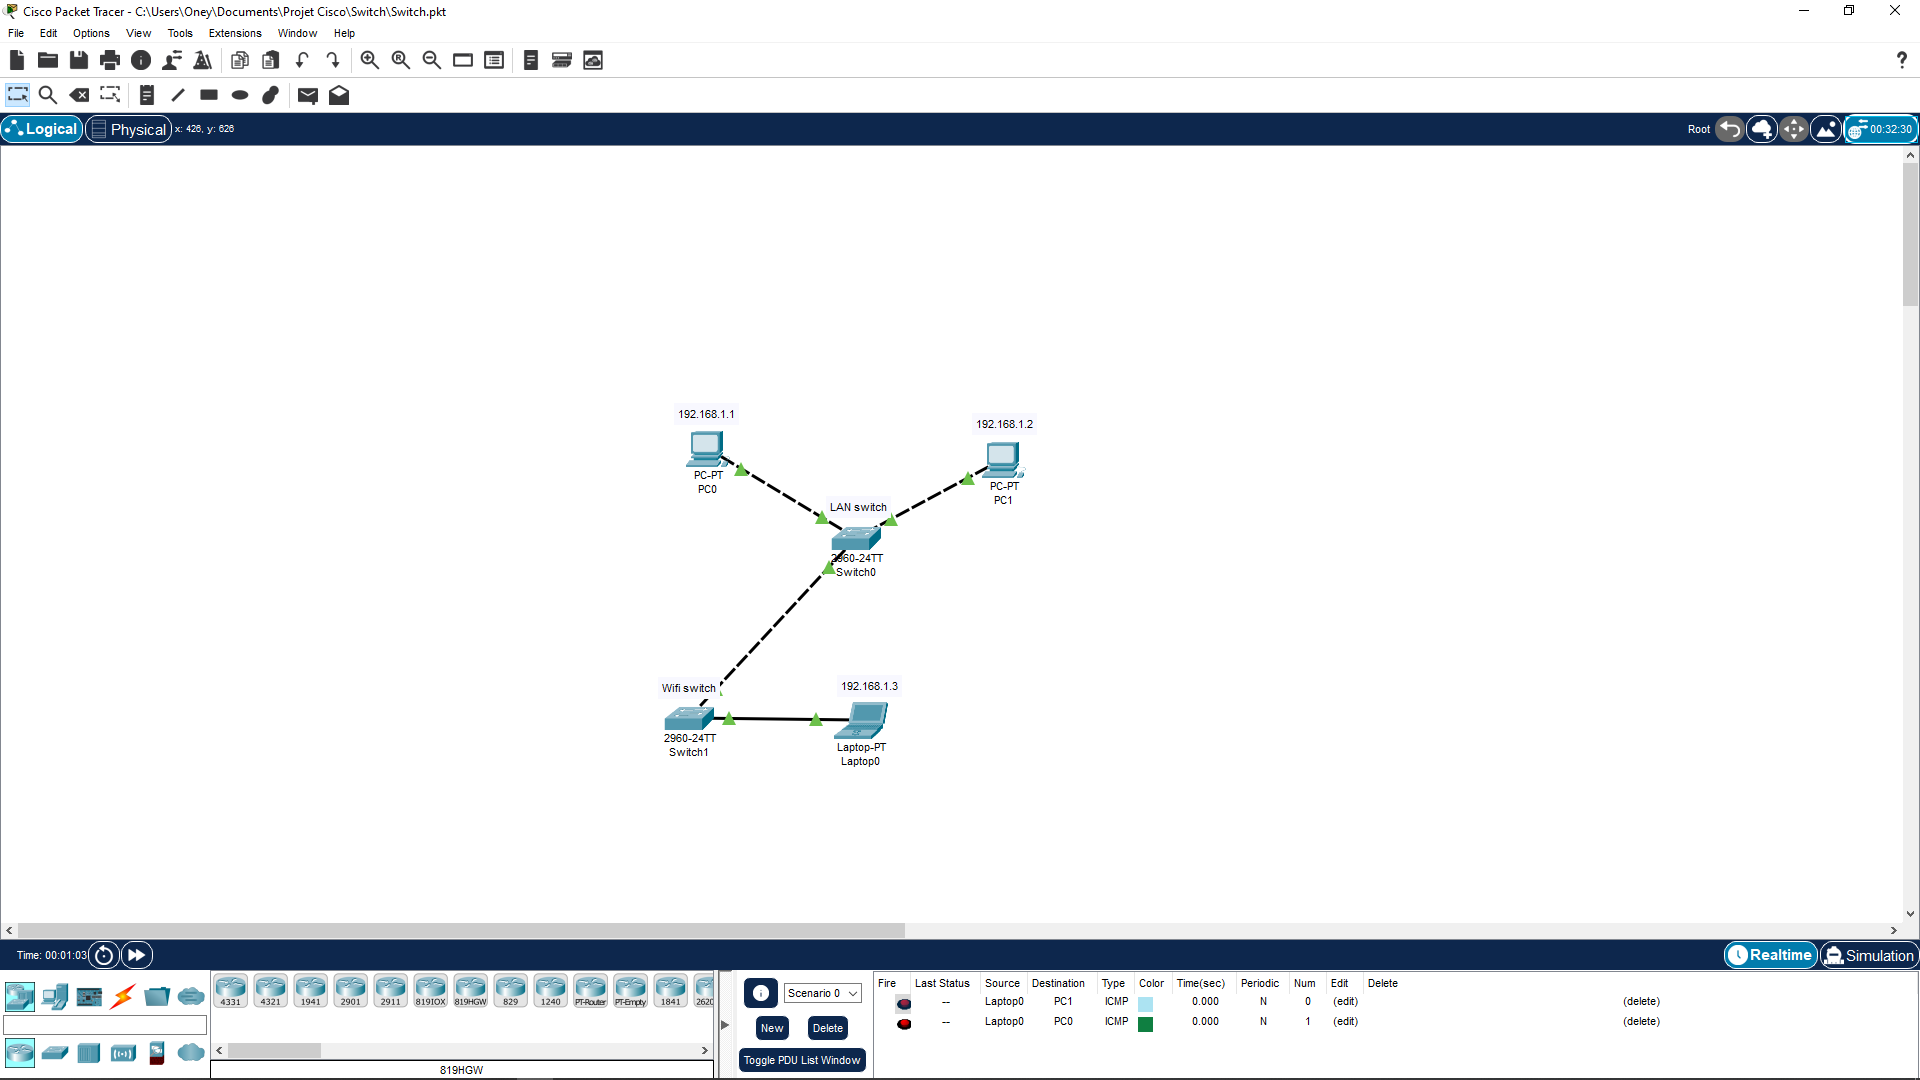 Cisco Packet Tracer - C:\Users\Oney\Documents\Projet Cisco\Switch\Switch.pkt
File Edit Options View Tools Extensions Window Help
?
Logical Physical x: 426, y: 626 Root 00:32:30
192.168.1.1
PC-PT
PC0
192.168.1.2
PC-PT
PC1
LAN switch
2960-24TT
Switch0
Wifi switch
2960-24TT
Switch1
192.168.1.3
Laptop-PT
Laptop0
Time: 00:01:03 Realtime Simulation
4331 4321 1941 2901 2911 819IOX 819HGW 829 1240 PT-Router PT-Empty 1841 2620
819HGW
Scenario 0
New Delete
Toggle PDU List Window
Fire Last Status Source Destination Type Color Time(sec) Periodic Num Edit Delete
-- Laptop0 PC1 ICMP 0.000 N 0 (edit) (delete)
-- Laptop0 PC0 ICMP 0.000 N 1 (edit) (delete)